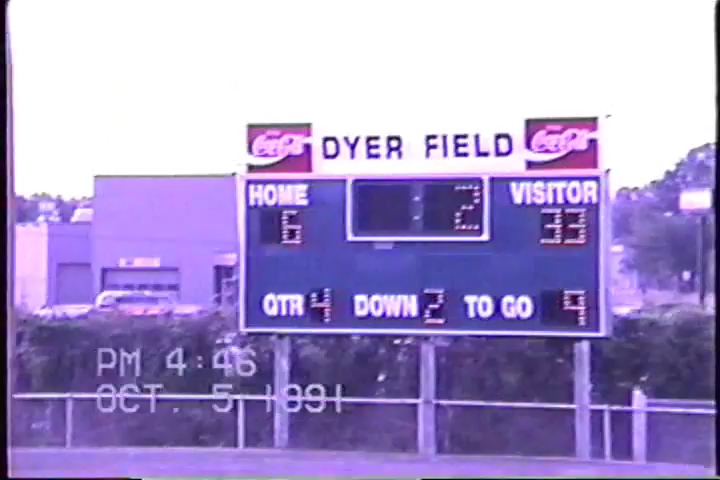 Coca-Cola DYER FIELD Coca-Cola
HOME : 2 VISITOR
6 33
QTR 4 DOWN 2 TO GO 9
PM 4:46
OCT. 5 1991